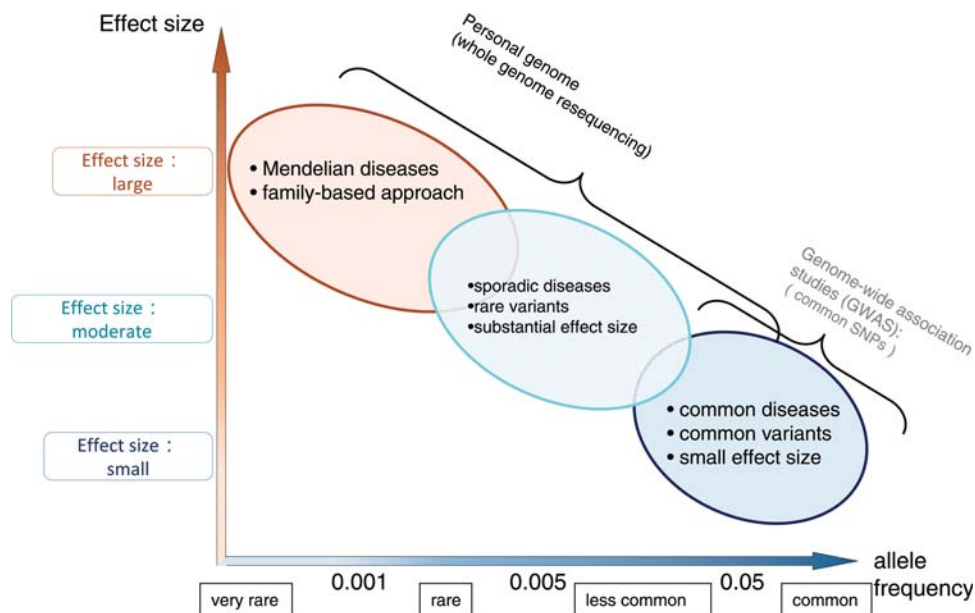 Effect size
Personal genome
(whole genome resequencing)
Effect size：
large
• Mendelian diseases
• family-based approach
Genome-wide association
studies (GWAS):
( common SNPs )
Effect size：
moderate
•sporadic diseases
•rare variants
•substantial effect size
Effect size：
small
• common diseases
• common variants
• small effect size
allele
frequency
very rare
0.001
rare
0.005
less common
0.05
common